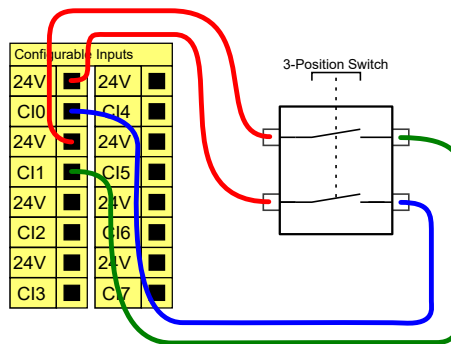 Configurable Inputs
3-Position Switch
24V 24V
CI0 CI4
24V 24V
CI1 CI5
24V 24V
CI2 CI6
24V 24V
CI3 CI7